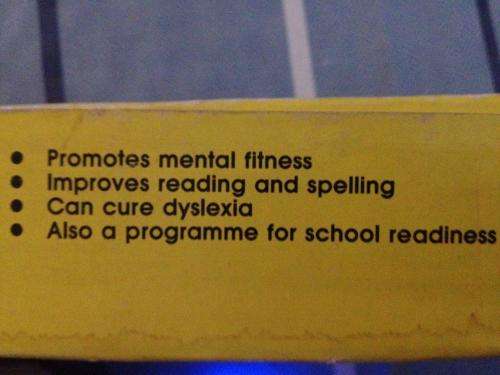 • Promotes mental fitness
• Improves reading and spelling
• Can cure dyslexia
• Also a programme for school readiness